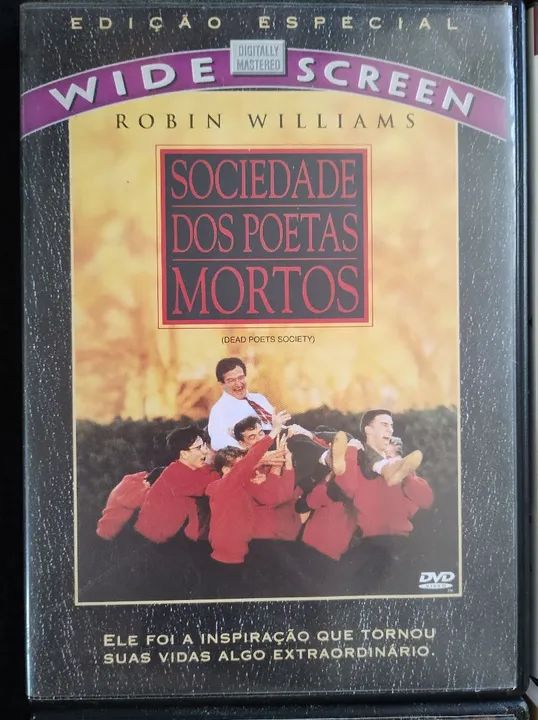 EDIÇÃO ESPECIAL
DIGITALLY
MASTERED
WIDE SCREEN
ROBIN WILLIAMS
SOCIEDADE
DOS POETAS
MORTOS
(DEAD POETS SOCIETY)
DVD
VIDEO
ELE FOI A INSPIRAÇÃO QUE TORNOU
SUAS VIDAS ALGO EXTRAORDINÁRIO.